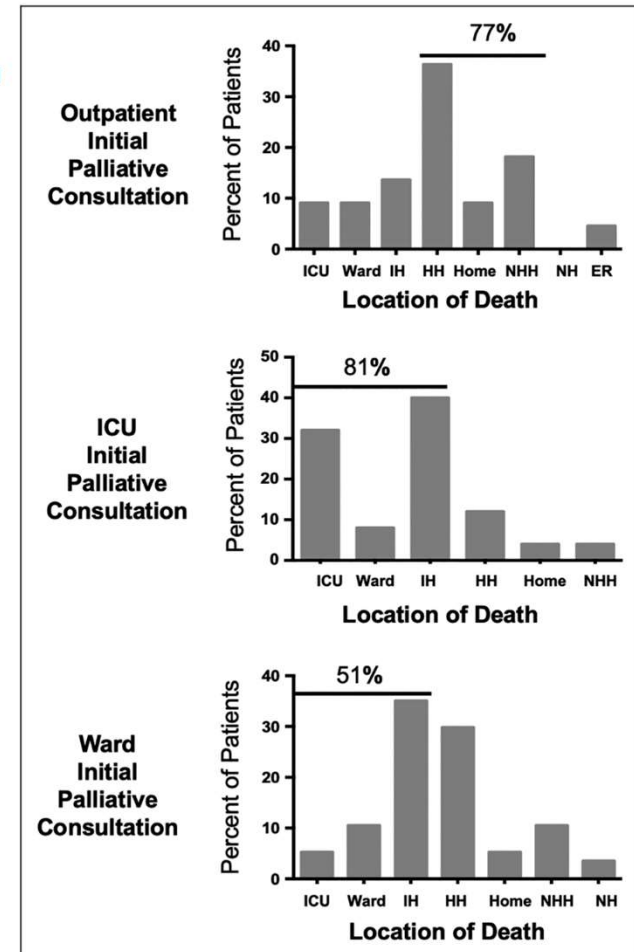 Outpatient
Initial
Palliative
Consultation
Percent of Patients
40
30
20
10
0
77%
ICU Ward IH HH Home NHH NH ER
Location of Death
ICU
Initial
Palliative
Consultation
Percent of Patients
50
40
30
20
10
0
81%
ICU Ward IH HH Home NHH
Location of Death
Ward
Initial
Palliative
Consultation
Percent of Patients
40
30
20
10
0
51%
ICU Ward IH HH Home NHH NH
Location of Death